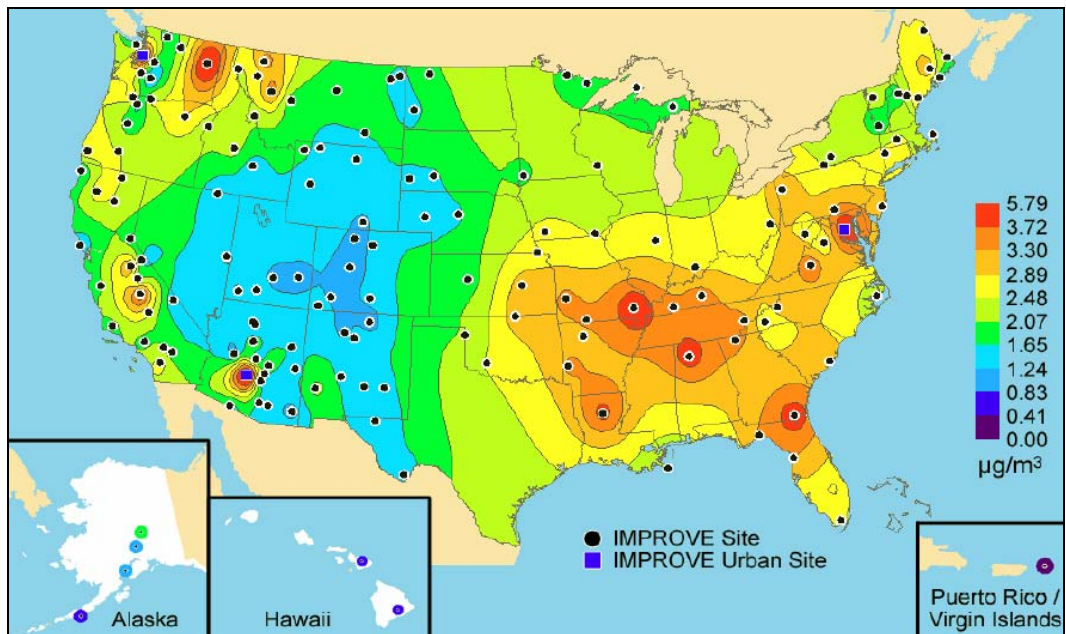 5.79
3.72
3.30
2.89
2.48
2.07
1.65
1.24
0.83
0.41
0.00
µg/m³
IMPROVE Site
IMPROVE Urban Site
Alaska
Hawaii
Puerto Rico /
Virgin Islands